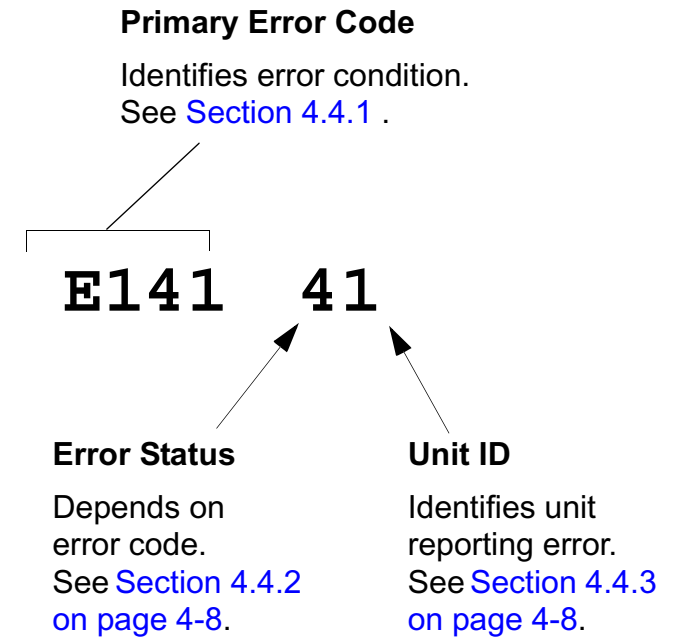 Primary Error Code
Identifies error condition.
See Section 4.4.1 .
E141 41
Error Status
Depends on
error code.
See Section 4.4.2
on page 4-8.
Unit ID
Identifies unit
reporting error.
See Section 4.4.3
on page 4-8.